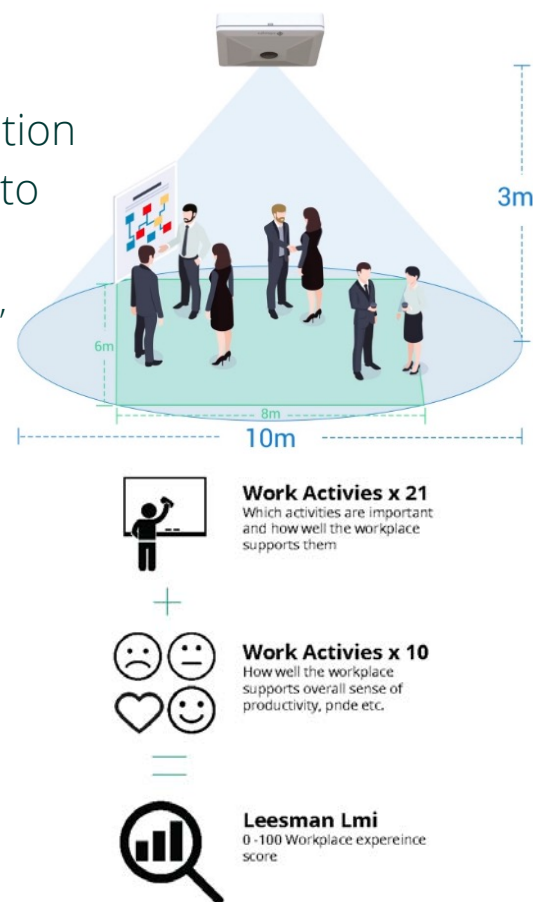 tion
to
,
3m
6m
8m
10m
Work Activies x 21
Which activities are important
and how well the workplace
supports them
+
Work Activies x 10
How well the workplace
supports overall sense of
productivity, pnde etc.
=
Leesman Lmi
0 -100 Workplace expereince
score